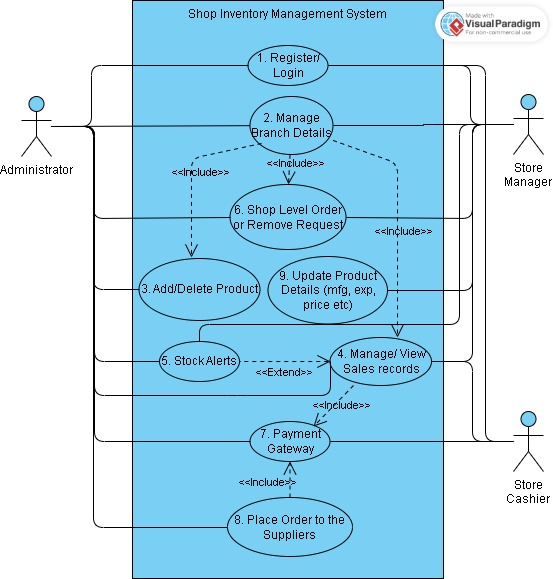 Shop Inventory Management System
Made with
Visual Paradigm
For non-commercial use
1. Register/
Login
2. Manage
Branch Details
Administrator
Store
Manager
<<Include>>
<<Include>>
6. Shop Level Order
or Remove Request
<<Include>>
3. Add/Delete Product
9. Update Product
Details (mfg, exp,
price etc)
5. Stock Alerts
<<Extend>>
4. Manage/ View
Sales records
<<Include>>
7. Payment
Gateway
Store
Cashier
<<Include>>
8. Place Order to the
Suppliers